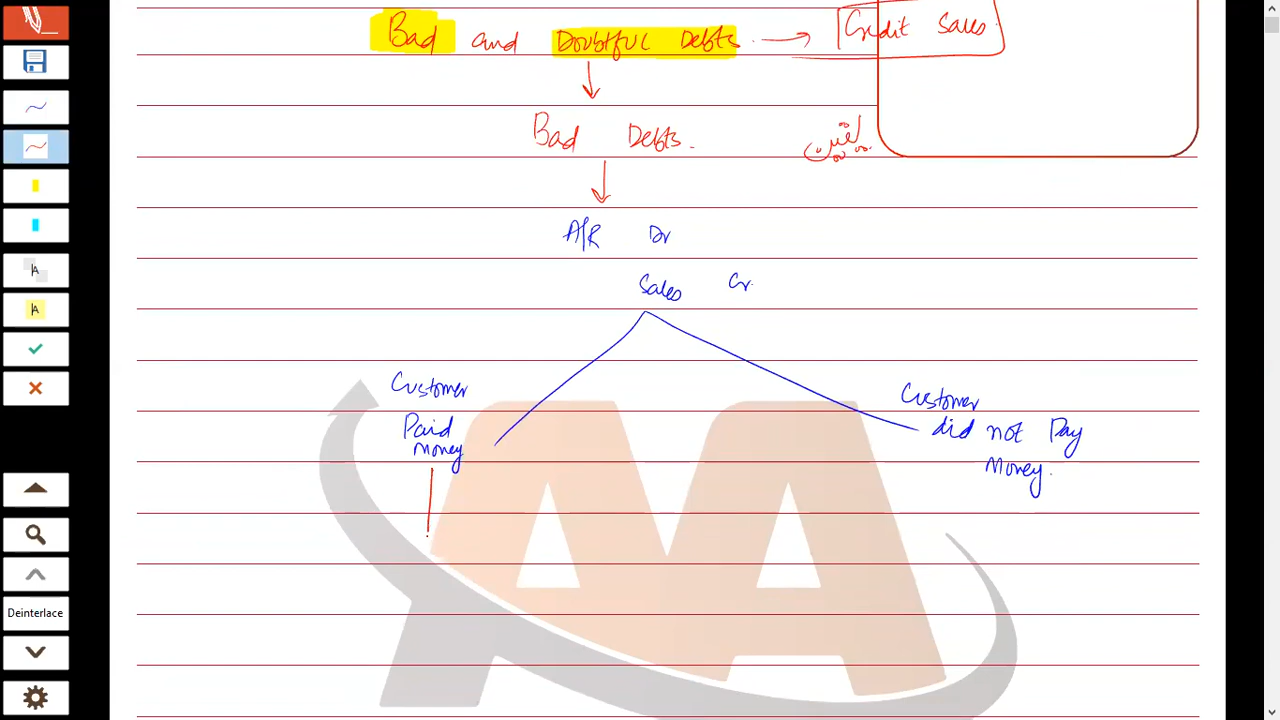 Bad and Doubtful Debts. → Credit Sales.
Bad Debts.
A/R Dr
Sales Cr.
Customer
Paid
money
Customer
did not Pay
Money.
Deinterlace